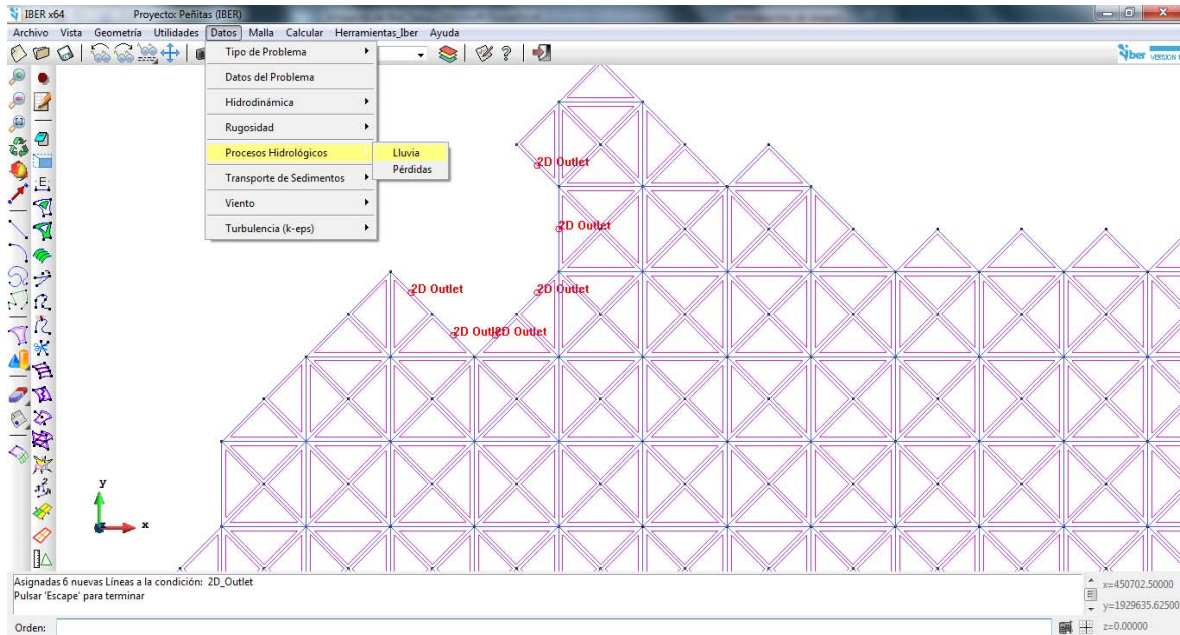 IBER x64 Proyecto: Peñitas (IBER)
Archivo Vista Geometría Utilidades Datos Malla Calcular Herramientas_Iber Ayuda
Tipo de Problema
Datos del Problema
Hidrodinámica
Rugosidad
Procesos Hidrológicos
Transporte de Sedimentos
Viento
Turbulencia (k-eps)
Lluvia
Pérdidas
Iber
2D Outlet
2D Outlet
2D Outlet
2D Outlet
2D Outlet
2D Outlet
y
x
Asignadas 6 nuevas Líneas a la condición: 2D_Outlet
Pulsar 'Escape' para terminar
Orden:
x=450702.50000
y=1929635.62500
z=0.00000